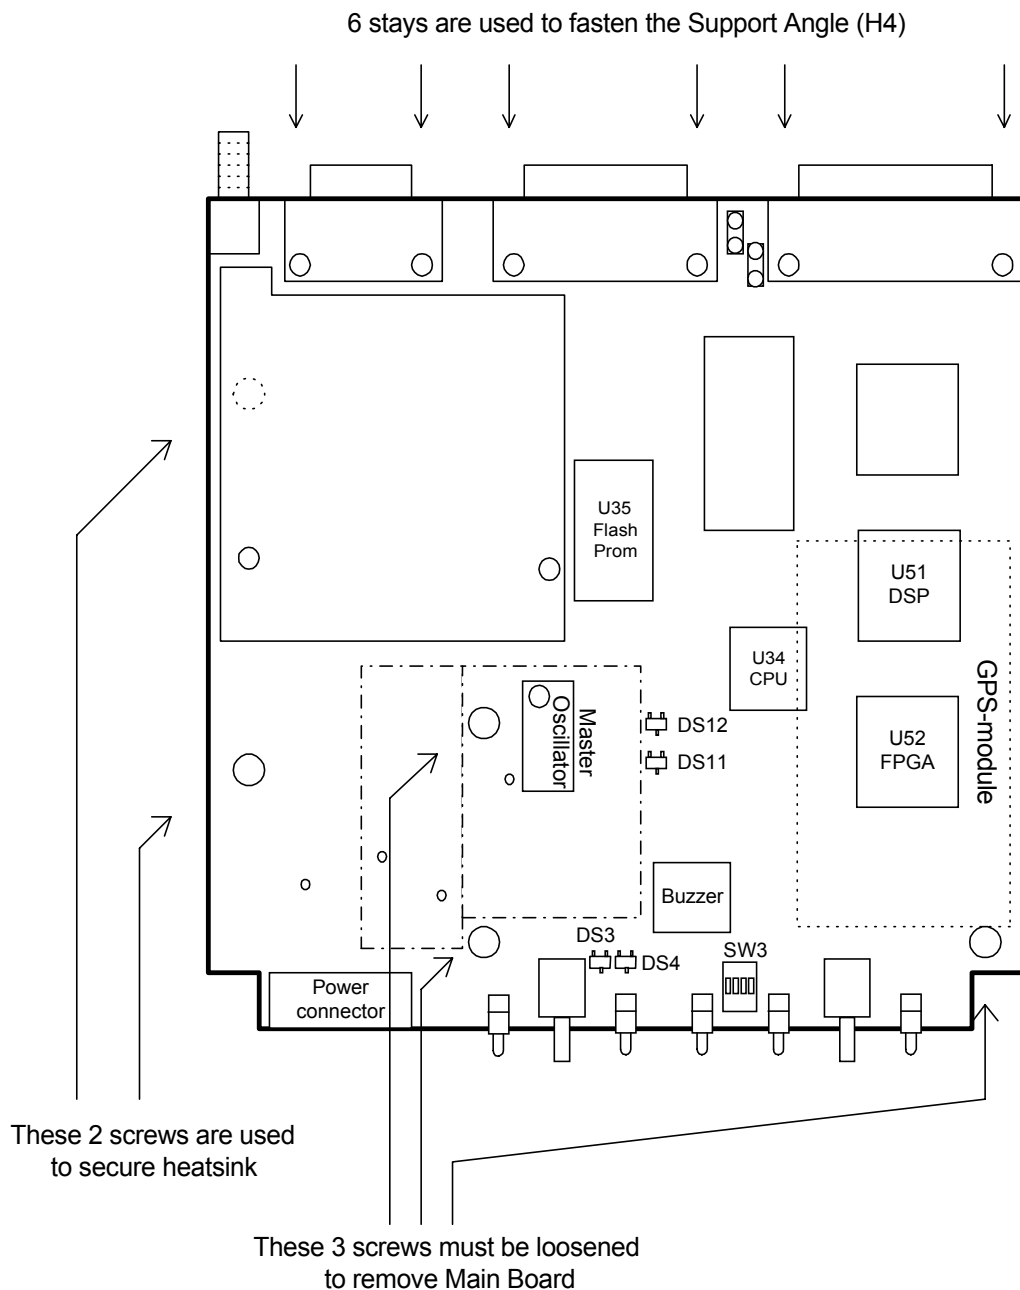 6 stays are used to fasten the Support Angle (H4)
U35
Flash
Prom
U51
DSP
U34
CPU
GPS-module
Master
Oscillator
DS12
DS11
U52
FPGA
Buzzer
DS3
DS4
SW3
Power
connector
These 2 screws are used
to secure heatsink
These 3 screws must be loosened
to remove Main Board